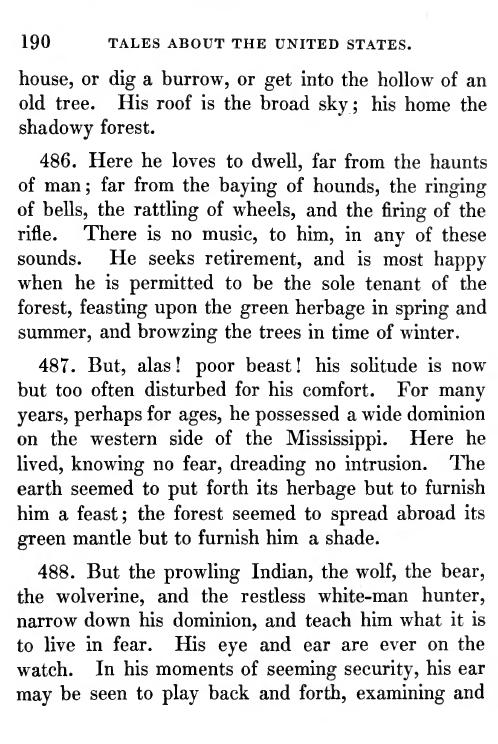 190 TALES ABOUT THE UNITED STATES.
house, or dig a burrow, or get into the hollow of an
old tree. His roof is the broad sky; his home the
shadowy forest.
486. Here he loves to dwell, far from the haunts
of man; far from the baying of hounds, the ringing
of bells, the rattling of wheels, and the firing of the
rifle. There is no music, to him, in any of these
sounds. He seeks retirement, and is most happy
when he is permitted to be the sole tenant of the
forest, feasting upon the green herbage in spring and
summer, and browzing the trees in time of winter.
487. But, alas! poor beast! his solitude is now
but too often disturbed for his comfort. For many
years, perhaps for ages, he possessed a wide dominion
on the western side of the Mississippi. Here he
lived, knowing no fear, dreading no intrusion. The
earth seemed to put forth its herbage but to furnish
him a feast; the forest seemed to spread abroad its
green mantle but to furnish him a shade.
488. But the prowling Indian, the wolf, the bear,
the wolverine, and the restless white-man hunter,
narrow down his dominion, and teach him what it is
to live in fear. His eye and ear are ever on the
watch. In his moments of seeming security, his ear
may be seen to play back and forth, examining and